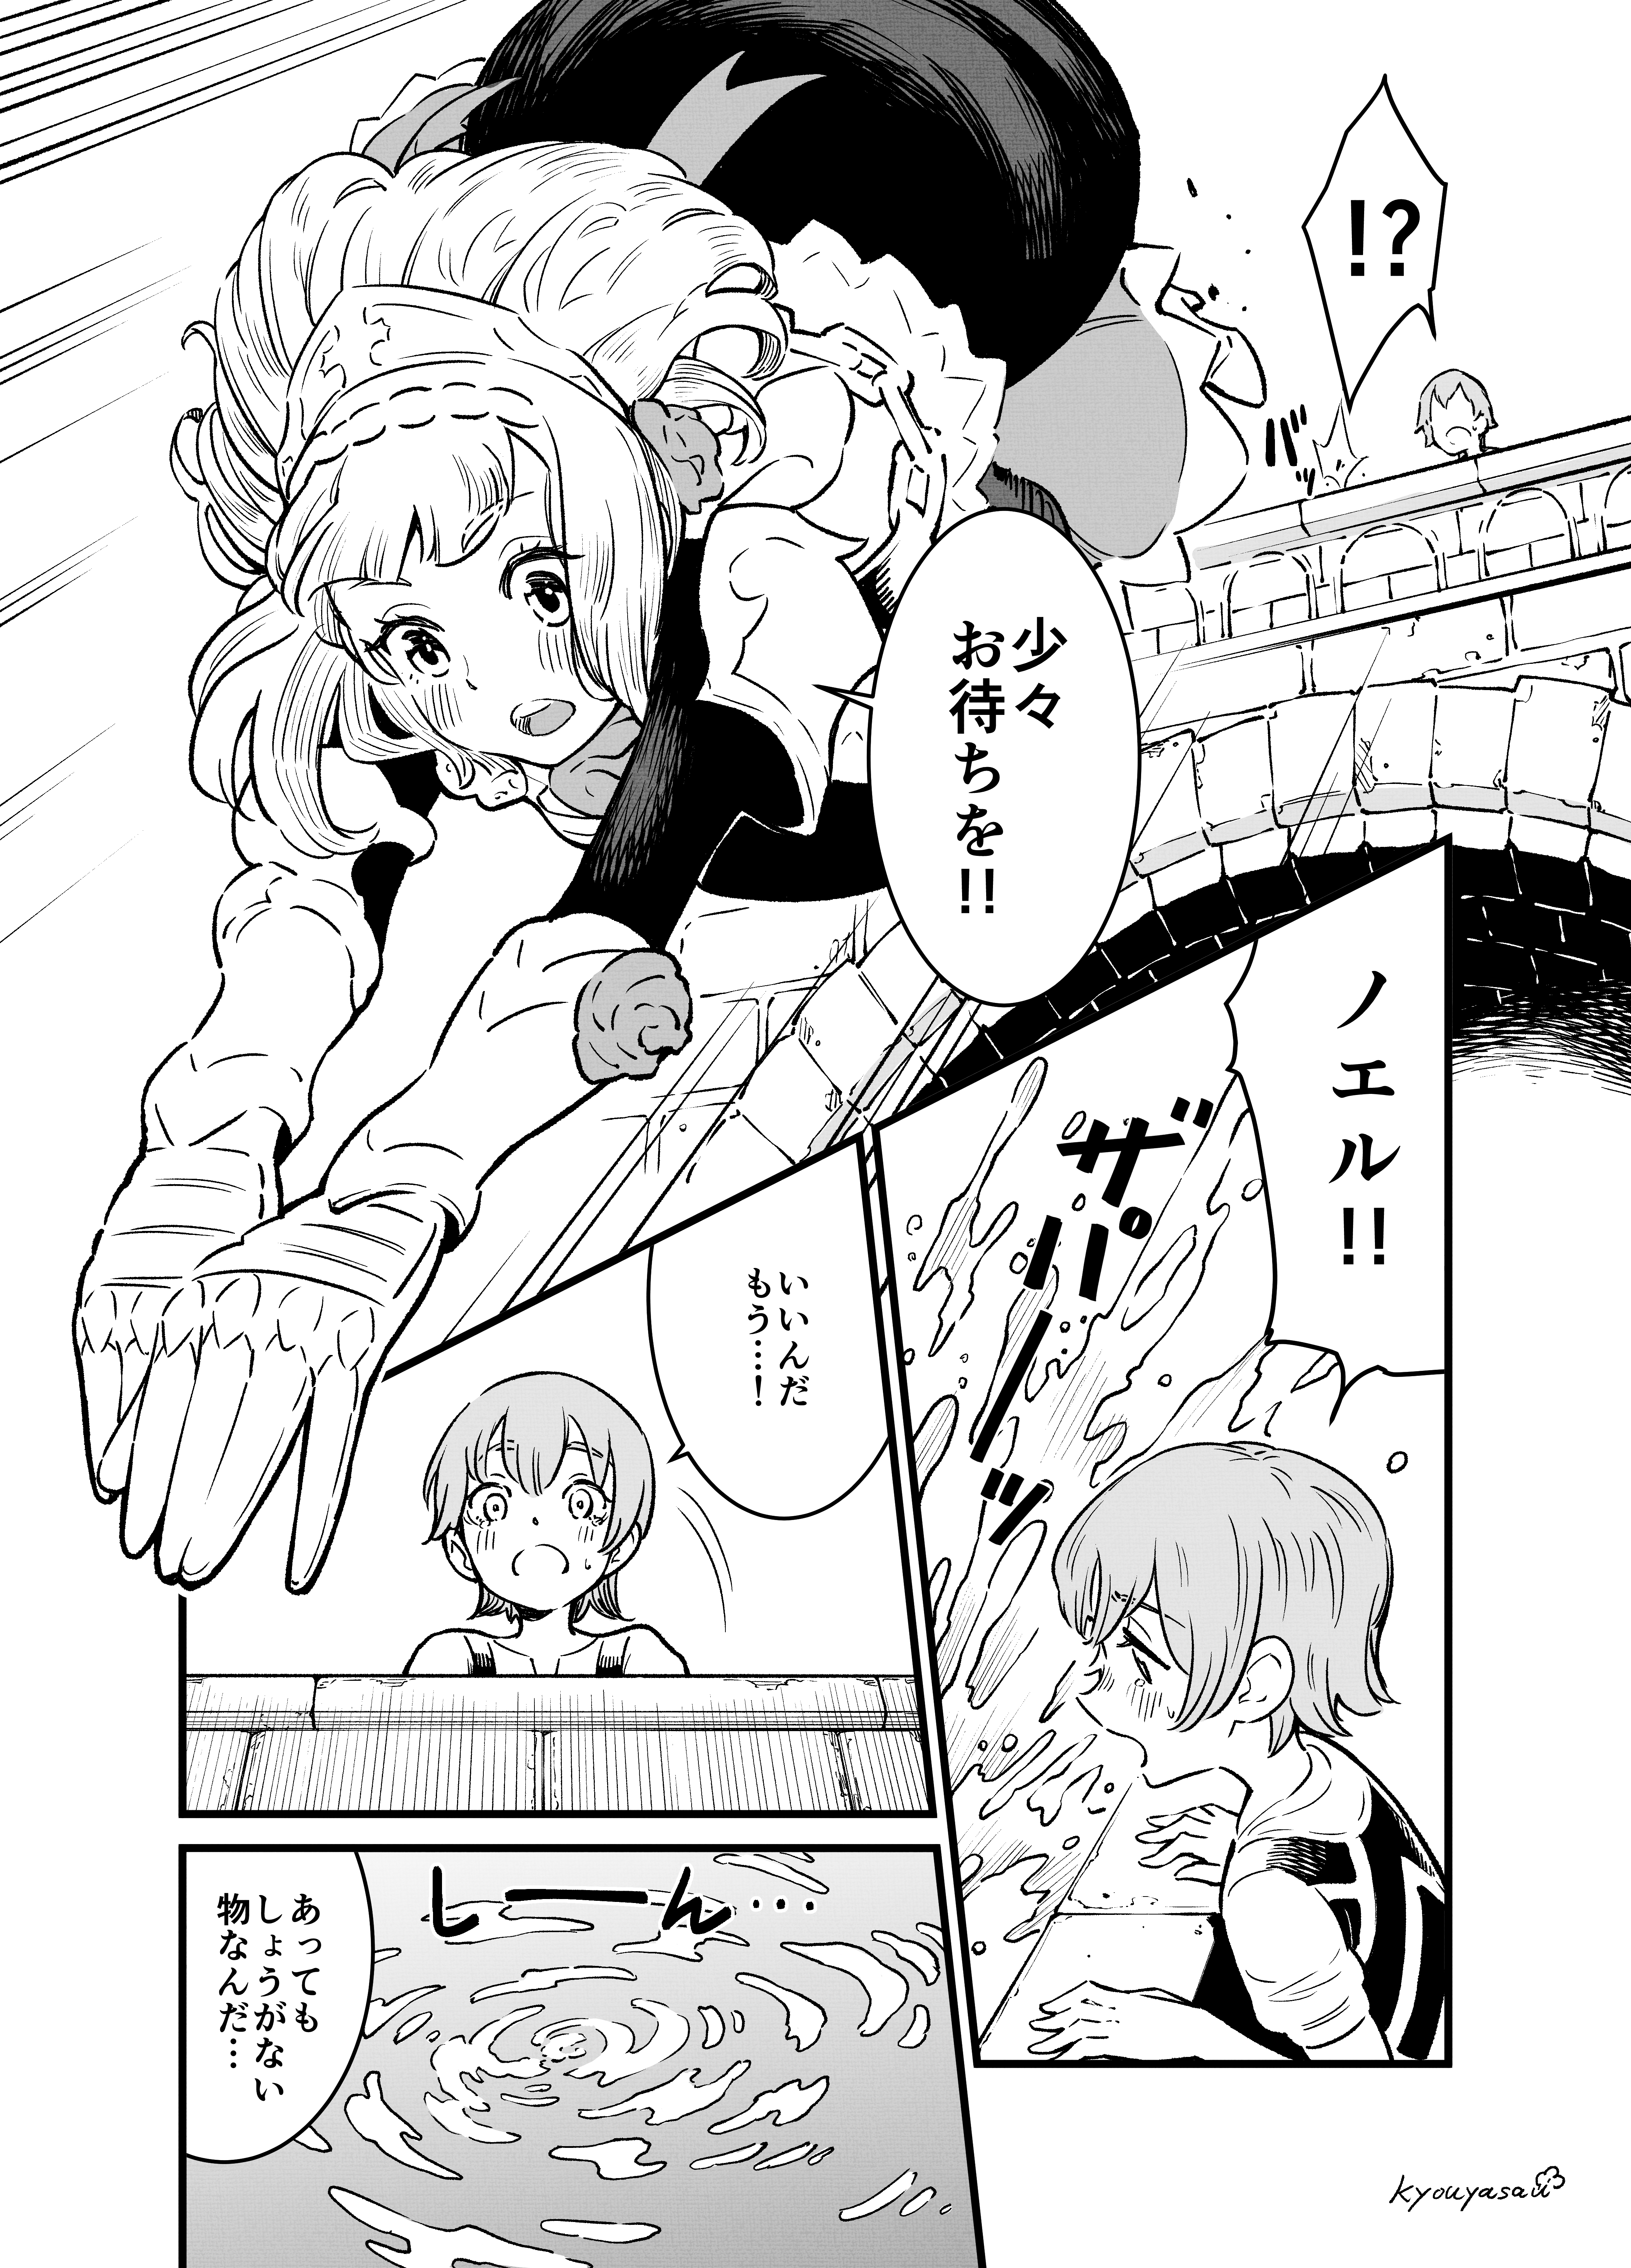 !?
バッ
少々
お待ちを!!
ノエル!!
ザパーーッ
いいんだ
もう…!
しーん…
あっても
しょうがない
物なんだ…
kyouyasai